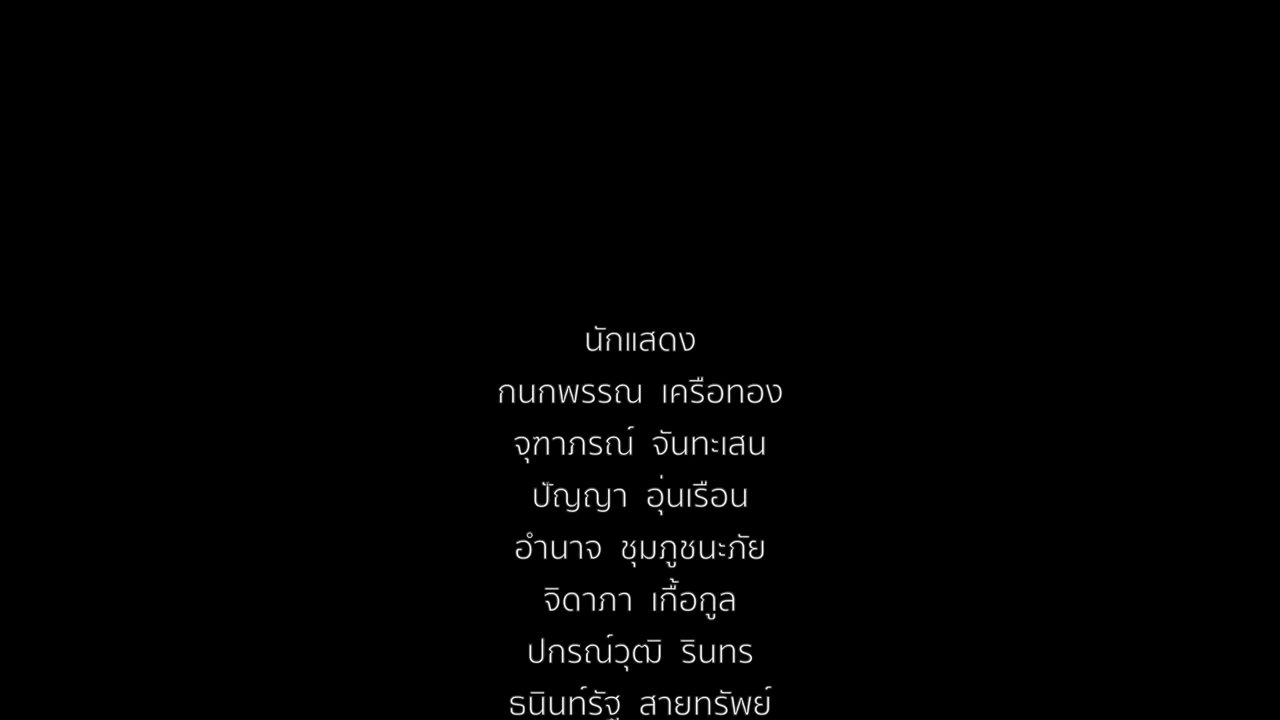 นักแสดง
กนกพรรณ เครือทอง
จุฑาภรณ์ จันทะเสน
ปัญญา อุ่นเรือน
อำนาจ ชุมภูชนะภัย
จิดาภา เกื้อกูล
ปกรณ์วุฒิ รินทร
ธนินท์รัฐ สายทรัพย์